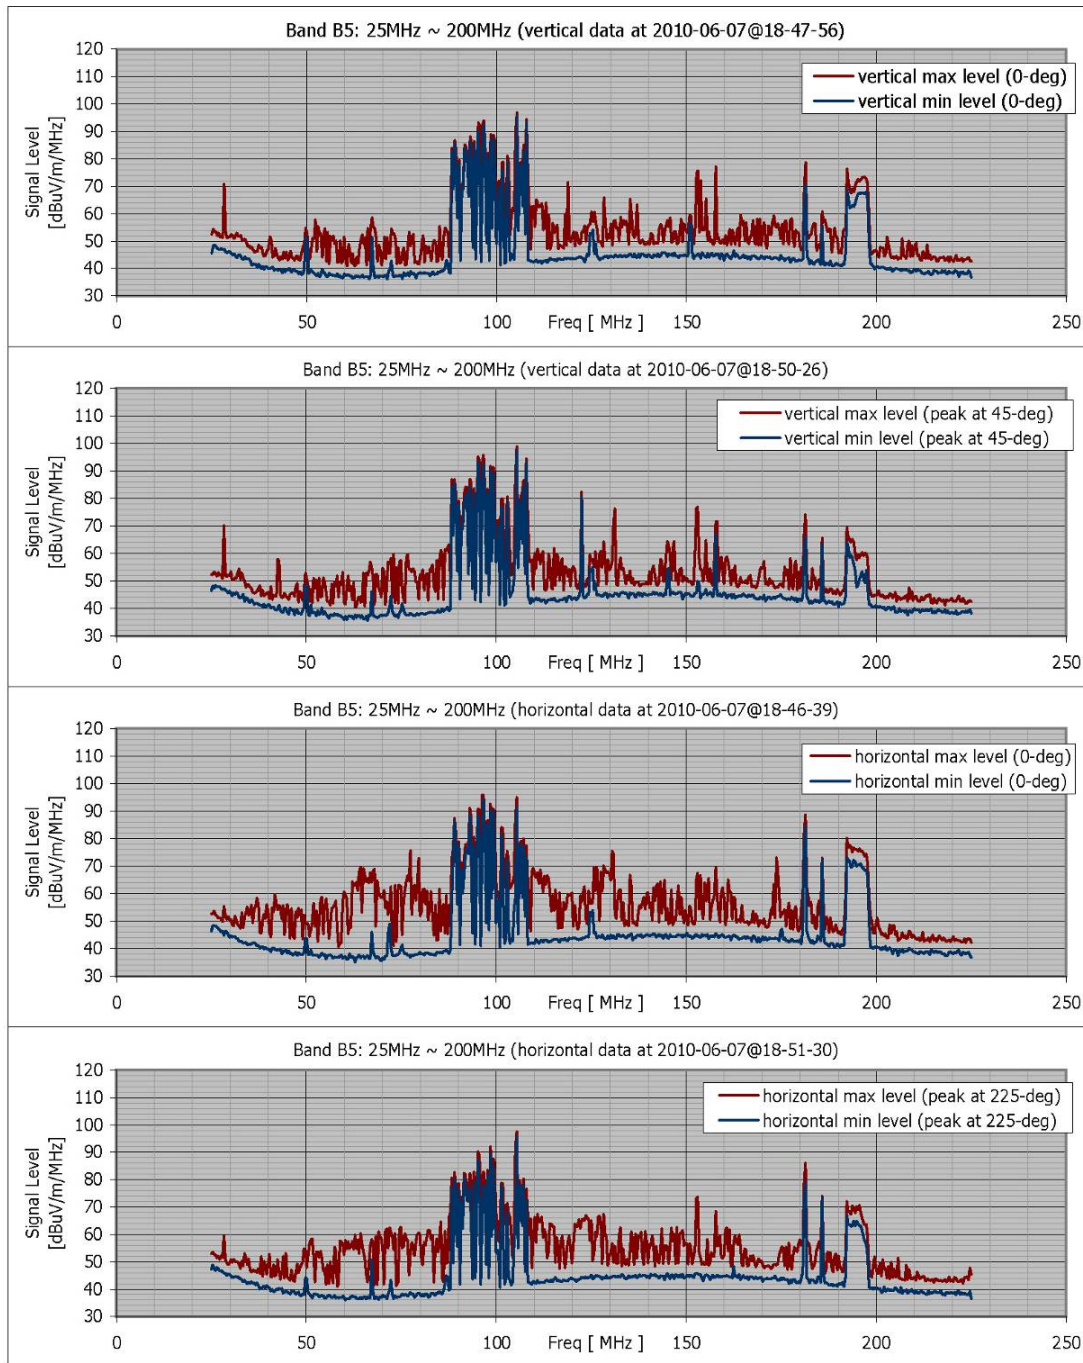 Band B5: 25MHz ~ 200MHz (vertical data at 2010-06-07@18-47-56)
120
110
100
90
80
70
60
50
40
30
Signal Level
[dBuV/m/MHz]
vertical max level (0-deg)
vertical min level (0-deg)
0
50
100
Freq [ MHz ]
150
200
250
Band B5: 25MHz ~ 200MHz (vertical data at 2010-06-07@18-50-26)
120
110
100
90
80
70
60
50
40
30
Signal Level
[dBuV/m/MHz]
vertical max level (peak at 45-deg)
vertical min level (peak at 45-deg)
0
50
100
Freq [ MHz ]
150
200
250
Band B5: 25MHz ~ 200MHz (horizontal data at 2010-06-07@18-46-39)
120
110
100
90
80
70
60
50
40
30
Signal Level
[dBuV/m/MHz]
horizontal max level (0-deg)
horizontal min level (0-deg)
0
50
100
Freq [ MHz ]
150
200
250
Band B5: 25MHz ~ 200MHz (horizontal data at 2010-06-07@18-51-30)
120
110
100
90
80
70
60
50
40
30
Signal Level
[dBuV/m/MHz]
horizontal max level (peak at 225-deg)
horizontal min level (peak at 225-deg)
0
50
100
Freq [ MHz ]
150
200
250